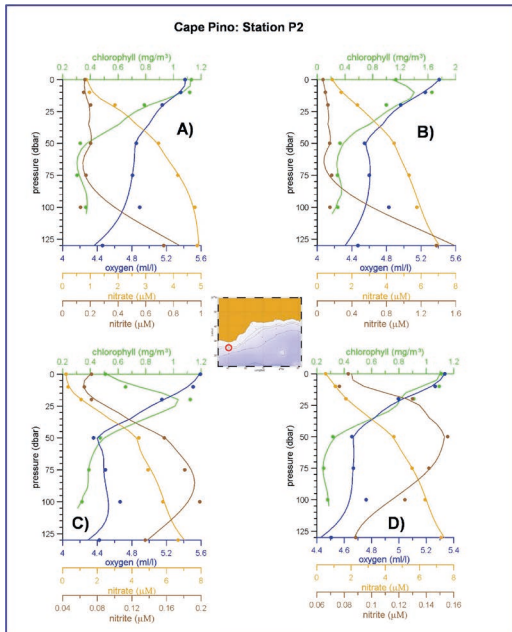 Cape Pino: Station P2
chlorophyll (mg/m³)
0.2 0.4 0.6 0.8 1 1.2
0
25
50
75
100
125
pressure (dbar)
A)
4 4.4 4.8 5.2 5.6
oxygen (ml/l)
0 1 2 3 4 5
nitrate (µM)
0 0.2 0.4 0.6 0.8 1
nitrite (µM)
chlorophyll (mg/m³)
0 0.4 0.8 1.2 1.6 2
0
25
50
75
100
125
pressure (dbar)
B)
4 4.4 4.8 5.2 5.6
oxygen (ml/l)
0 2 4 6 8
nitrate (µM)
0 0.4 0.8 1.2 1.6
nitrite (µM)
chlorophyll (mg/m³)
0.2 0.4 0.6 0.8 1 1.2
0
25
50
75
100
125
pressure (dbar)
C)
4 4.4 4.8 5.2 5.6
oxygen (ml/l)
0 2 4 6 8
nitrate (µM)
0.04 0.08 0.12 0.16 0.2
nitrite (µM)
chlorophyll (mg/m³)
0.2 0.4 0.6 0.8 1 1.2
0
25
50
75
100
125
pressure (dbar)
D)
4.4 4.6 4.8 5 5.2 5.4
oxygen (ml/l)
0 2 4 6
nitrate (µM)
0.06 0.08 0.1 0.12 0.14 0.16
nitrite (µM)